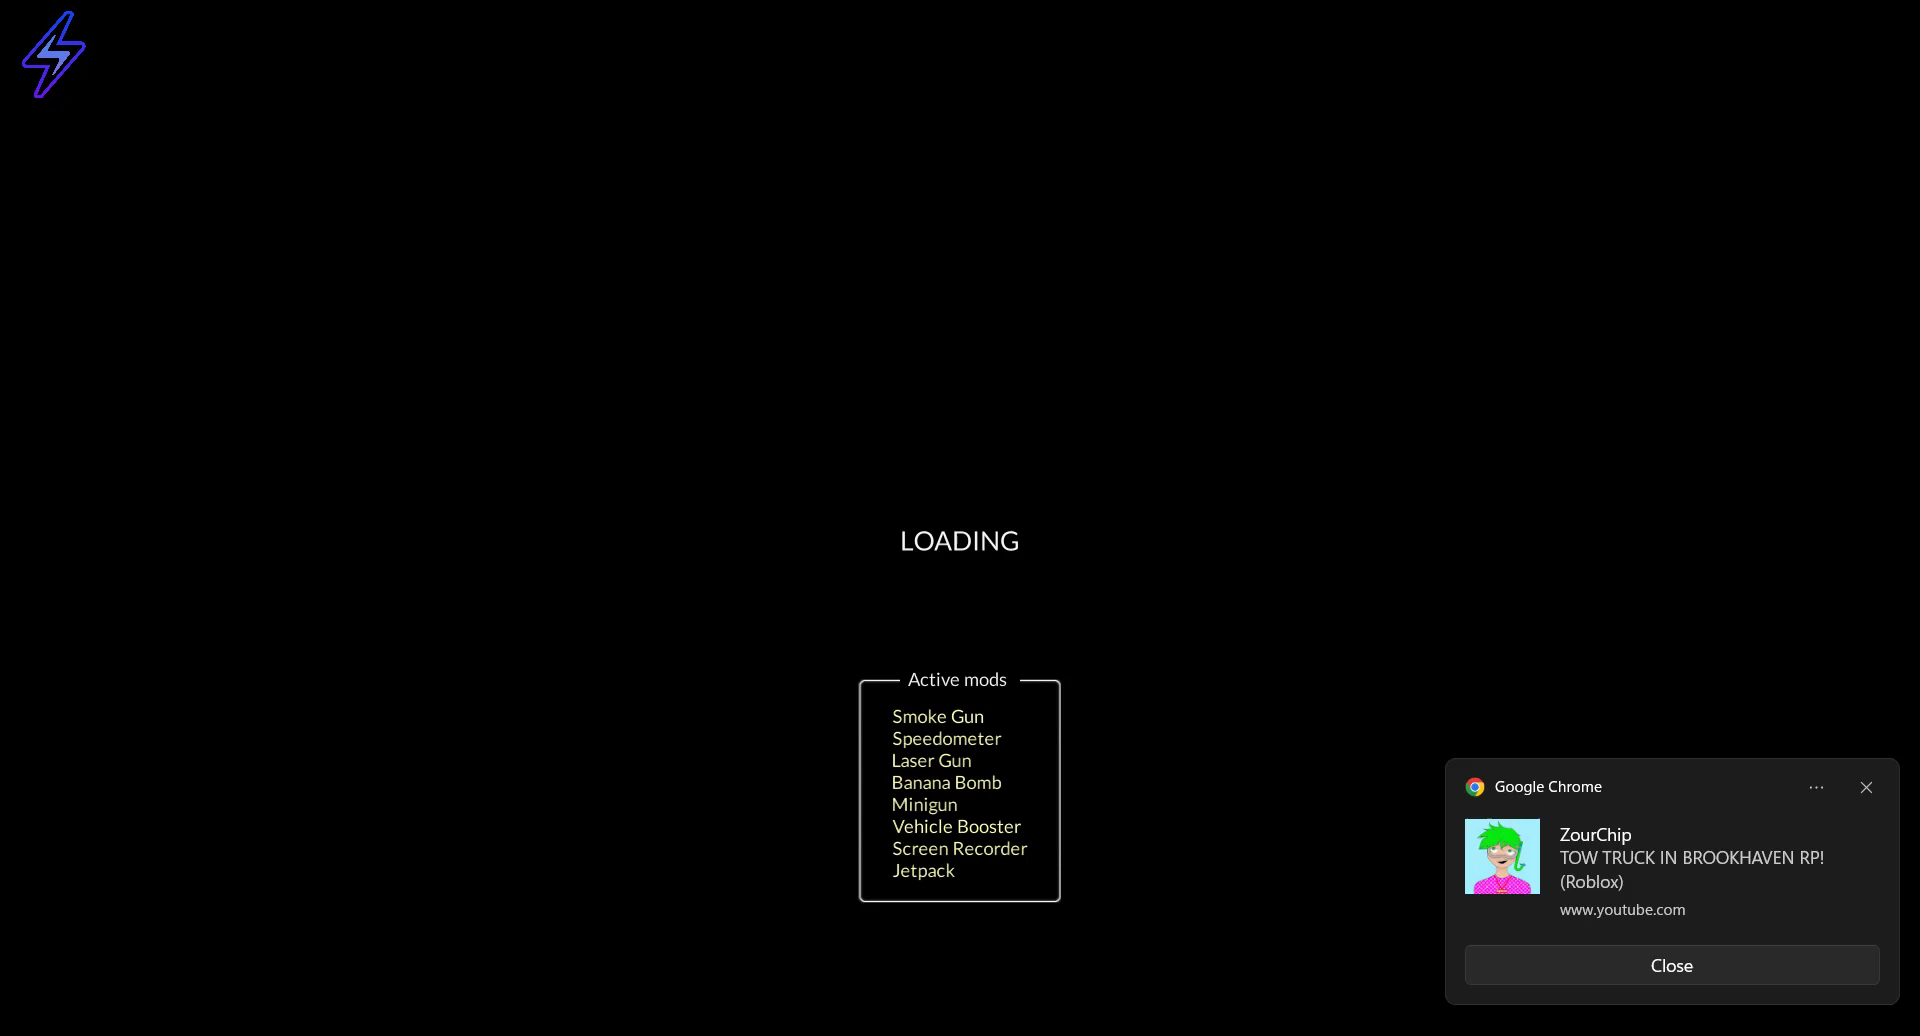 LOADING
Active mods
Smoke Gun
Speedometer
Laser Gun
Banana Bomb
Minigun
Vehicle Booster
Screen Recorder
Jetpack
Google Chrome
ZourChip
TOW TRUCK IN BROOKHAVEN RP!
(Roblox)
www.youtube.com
Close